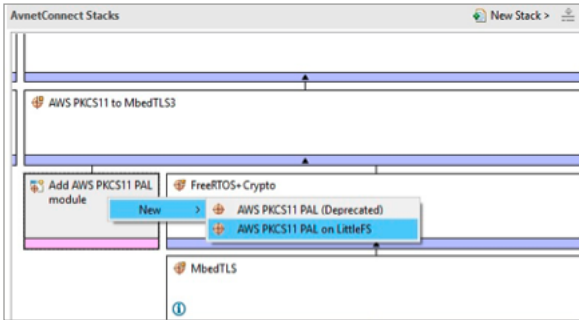 AvnetConnect Stacks
New Stack >
AWS PKCS11 to MbedTLS3
Add AWS PKCS11 PAL
module
FreeRTOS+Crypto
New >
AWS PKCS11 PAL (Deprecated)
AWS PKCS11 PAL on LittleFS
MbedTLS